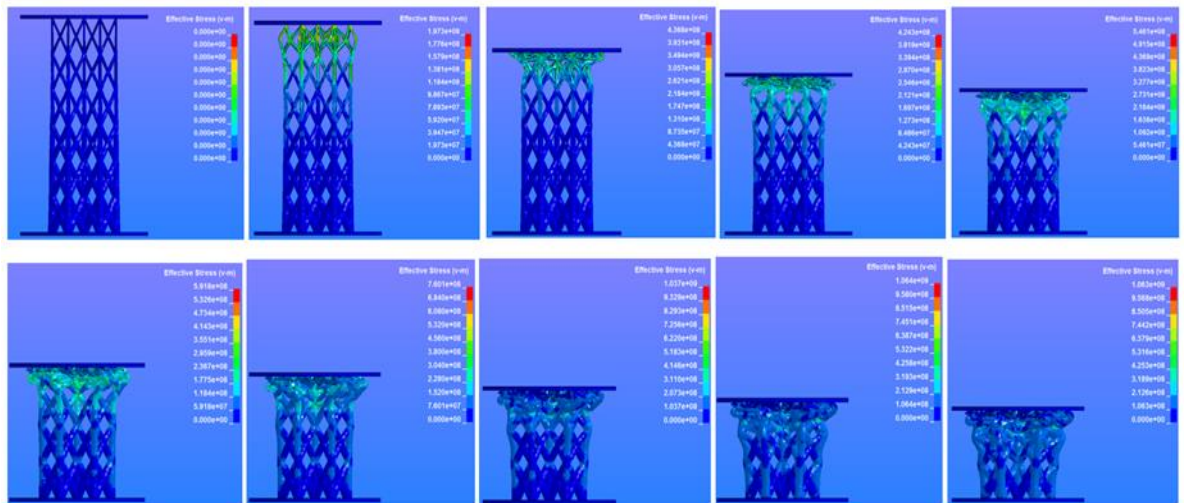 Effective Stress (v-m)
0.000e+00
0.000e+00
0.000e+00
0.000e+00
0.000e+00
0.000e+00
0.000e+00
0.000e+00
0.000e+00
0.000e+00
0.000e+00
Effective Stress (v-m)
1.973e+08
1.776e+08
1.579e+08
1.381e+08
1.184e+08
9.867e+07
7.893e+07
5.920e+07
3.947e+07
1.973e+07
0.000e+00
Effective Stress (v-m)
4.368e+08
3.931e+08
3.494e+08
3.057e+08
2.621e+08
2.184e+08
1.747e+08
1.310e+08
8.735e+07
4.368e+07
0.000e+00
Effective Stress (v-m)
4.243e+08
3.819e+08
3.394e+08
2.970e+08
2.546e+08
2.121e+08
1.697e+08
1.273e+08
8.486e+07
4.243e+07
0.000e+00
Effective Stress (v-m)
5.461e+08
4.915e+08
4.369e+08
3.823e+08
3.277e+08
2.731e+08
2.184e+08
1.638e+08
1.092e+08
5.461e+07
0.000e+00
Effective Stress (v-m)
5.918e+08
5.326e+08
4.734e+08
4.143e+08
3.551e+08
2.959e+08
2.367e+08
1.775e+08
1.184e+08
5.918e+07
0.000e+00
Effective Stress (v-m)
7.601e+08
6.840e+08
6.080e+08
5.320e+08
4.560e+08
3.800e+08
3.040e+08
2.280e+08
1.520e+08
7.601e+07
0.000e+00
Effective Stress (v-m)
1.037e+09
9.329e+08
8.293e+08
7.256e+08
6.220e+08
5.183e+08
4.146e+08
3.110e+08
2.073e+08
1.037e+08
0.000e+00
Effective Stress (v-m)
1.064e+09
9.580e+08
8.515e+08
7.451e+08
6.387e+08
5.322e+08
4.258e+08
3.193e+08
2.129e+08
1.064e+08
0.000e+00
Effective Stress (v-m)
1.063e+09
9.568e+08
8.505e+08
7.442e+08
6.379e+08
5.316e+08
4.253e+08
3.189e+08
2.126e+08
1.063e+08
0.000e+00